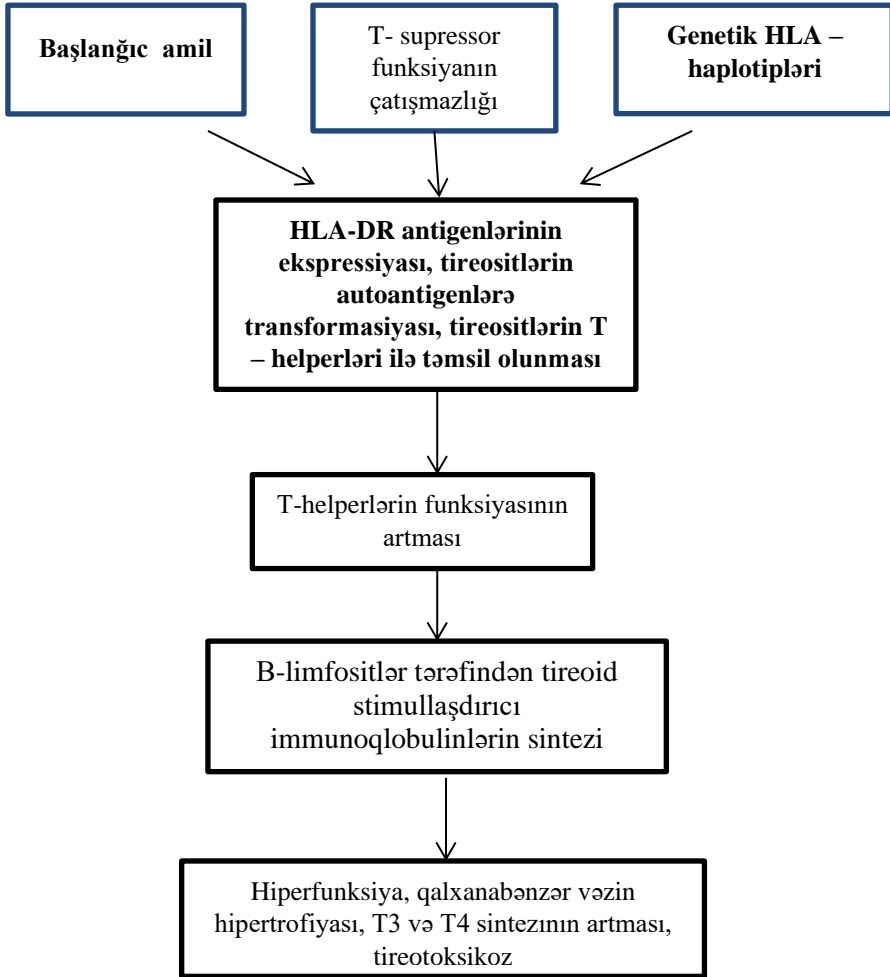 Başlanğıc amil
T- supressor
funksiyanın
çatışmazlığı
Genetik HLA –
haplotipləri
HLA-DR antigenlərinin
ekspressiyası, tireositlərin
autoantigenlərə
transformasiyası, tireositlərin T
– helperləri ilə təmsil olunması
T-helperlərin funksiyasının
artması
B-limfositlər tərəfindən tireoid
stimullaşdırıcı
immunoqlobulinlərin sintezi
Hiperfunksiya, qalxanabənzər vəzin
hipertrofiyası, T3 və T4 sintezının artması,
tireotoksikoz